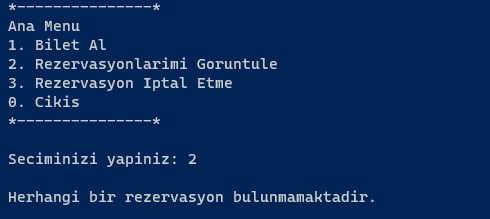 *---------------*
Ana Menu
1. Bilet Al
2. Rezervasyonlarimi Goruntule
3. Rezervasyon Iptal Etme
0. Cikis
*---------------*
Seciminizi yapiniz: 2
Herhangi bir rezervasyon bulunmamaktadir.